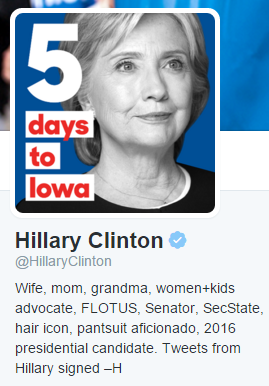 5
days
to
Iowa
Hillary Clinton
@HillaryClinton
Wife, mom, grandma, women+kids
advocate, FLOTUS, Senator, SecState,
hair icon, pantsuit aficionado, 2016
presidential candidate. Tweets from
Hillary signed –H